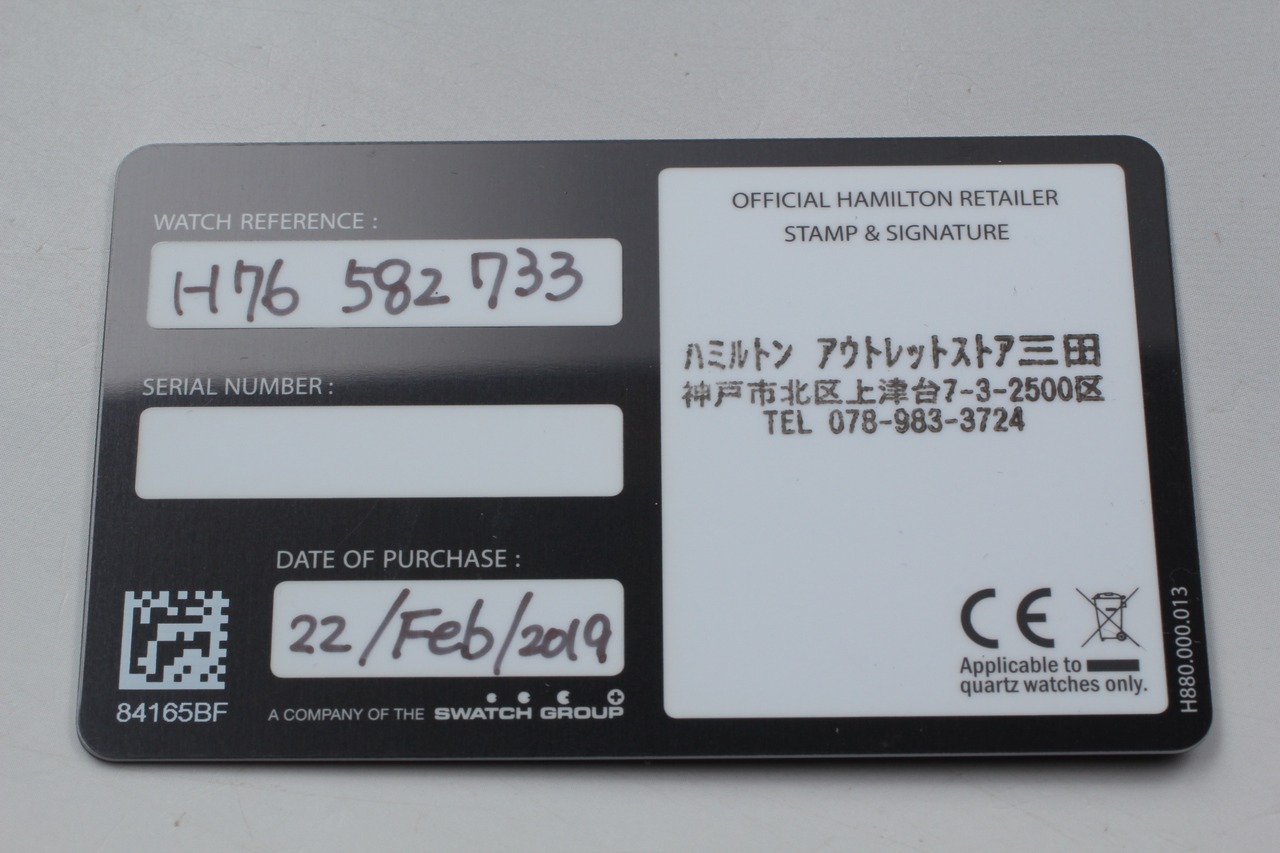 WATCH REFERENCE :
H76 582 733
SERIAL NUMBER :
DATE OF PURCHASE :
22/Feb/2019
84165BF
A COMPANY OF THE SWATCH GROUP
OFFICIAL HAMILTON RETAILER
STAMP & SIGNATURE
ハミルトン アウトレットストア三田
神戸市北区上津台7-3-2500区
TEL 078-983-3724
CE
Applicable to
quartz watches only.
H880.000.013